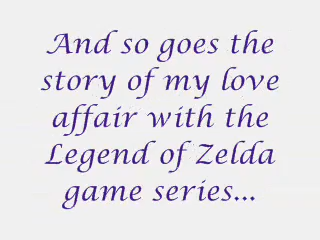 And so goes the
story of my love
affair with the
Legend of Zelda
game series...